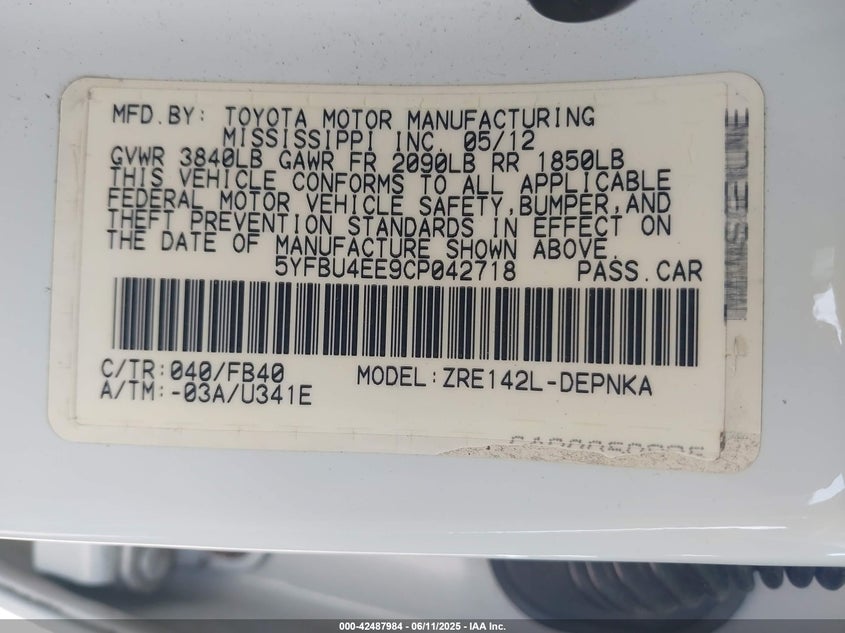 MFD.BY: TOYOTA MOTOR MANUFACTURING
MISSISSIPPI INC. 05/12
GVWR 3840LB GAWR FR 2090LB RR 1850LB
THIS VEHICLE CONFORMS TO ALL APPLICABLE
FEDERAL MOTOR VEHICLE SAFETY,BUMPER,AND
THEFT PREVENTION STANDARDS IN EFFECT ON
THE DATE OF MANUFACTURE SHOWN ABOVE.
5YFBU4EE9CP042718 PASS.CAR
C/TR:040/FB40
A/TM:-03A/U341E
MODEL:ZRE142L-DEPNKA
000-42487984 - 06/11/2025 - IAA Inc.